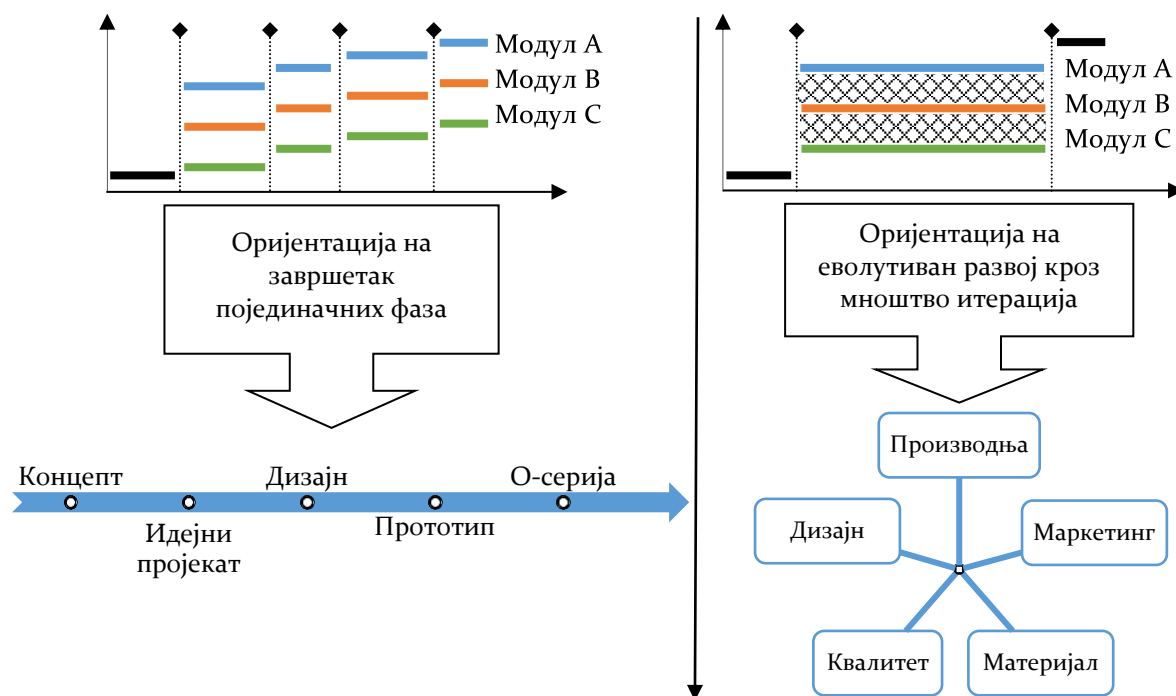 Модул А
Модул В
Модул С
Оријентација на
завршетак
појединачних фаза
Концепт
Дизајн
О-серија
Идејни
пројекат
Прототип
Модул А
Модул В
Модул С
Оријентација на
еволутиван развој кроз
мноштво итерација
Производња
Дизајн
Маркетинг
Квалитет
Материјал